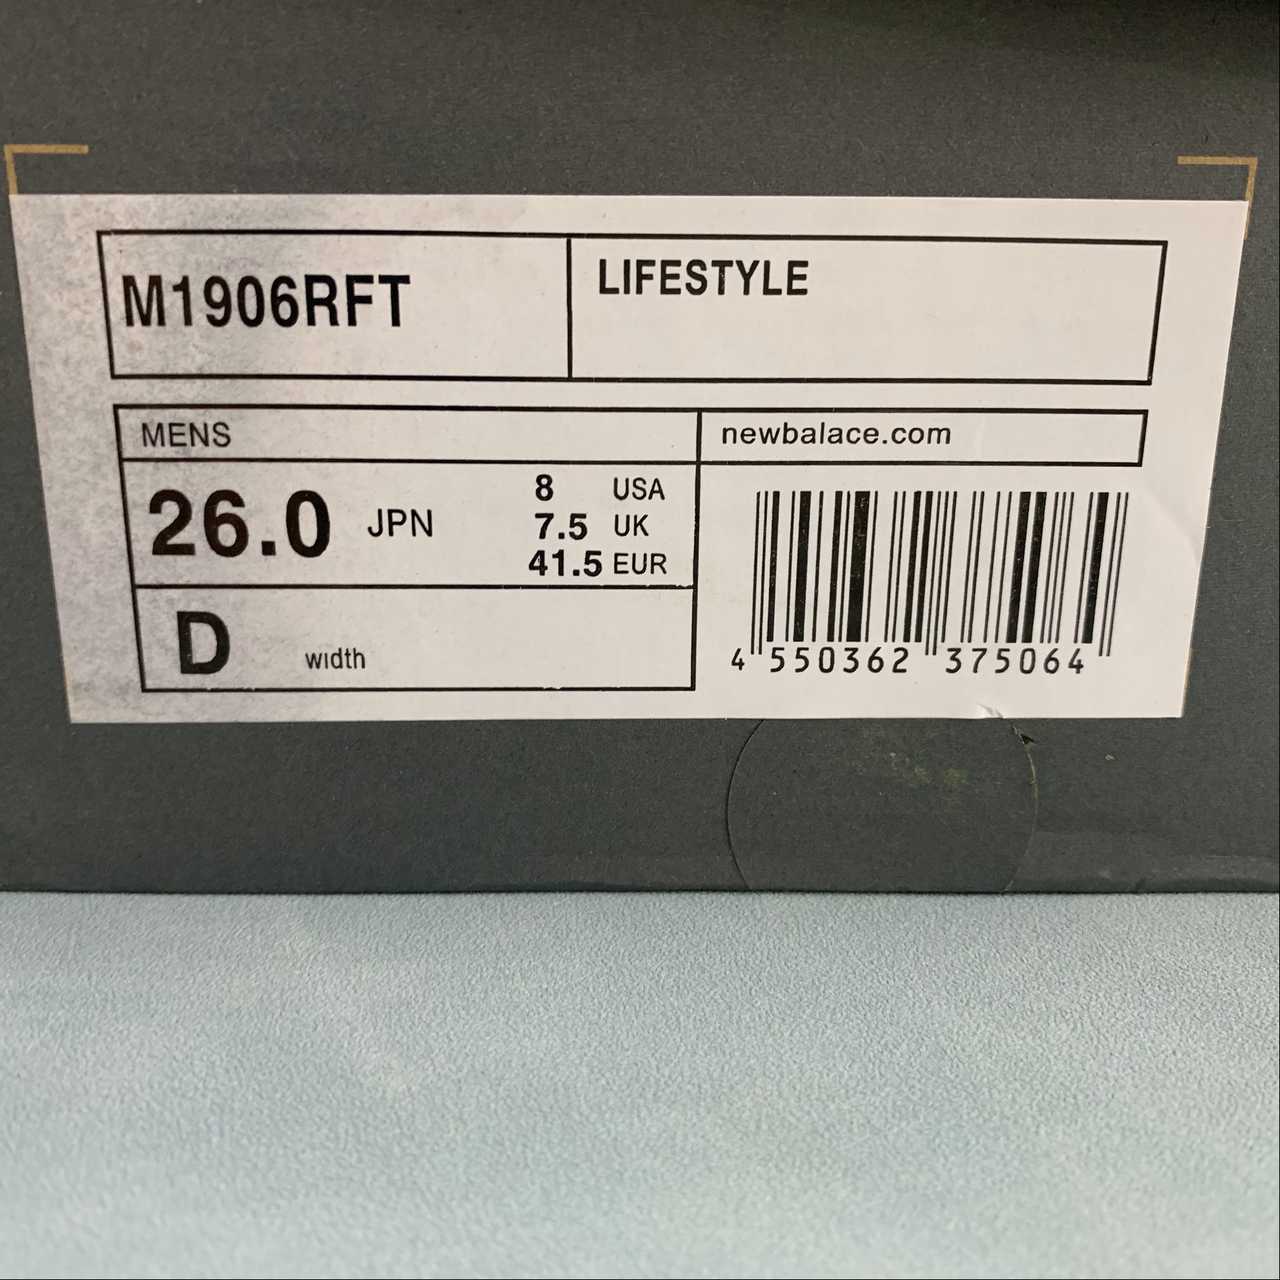 M1906RFT
LIFESTYLE
MENS
newbalace.com
26.0 JPN
8 USA
7.5 UK
41.5 EUR
D width
4 550362 375064